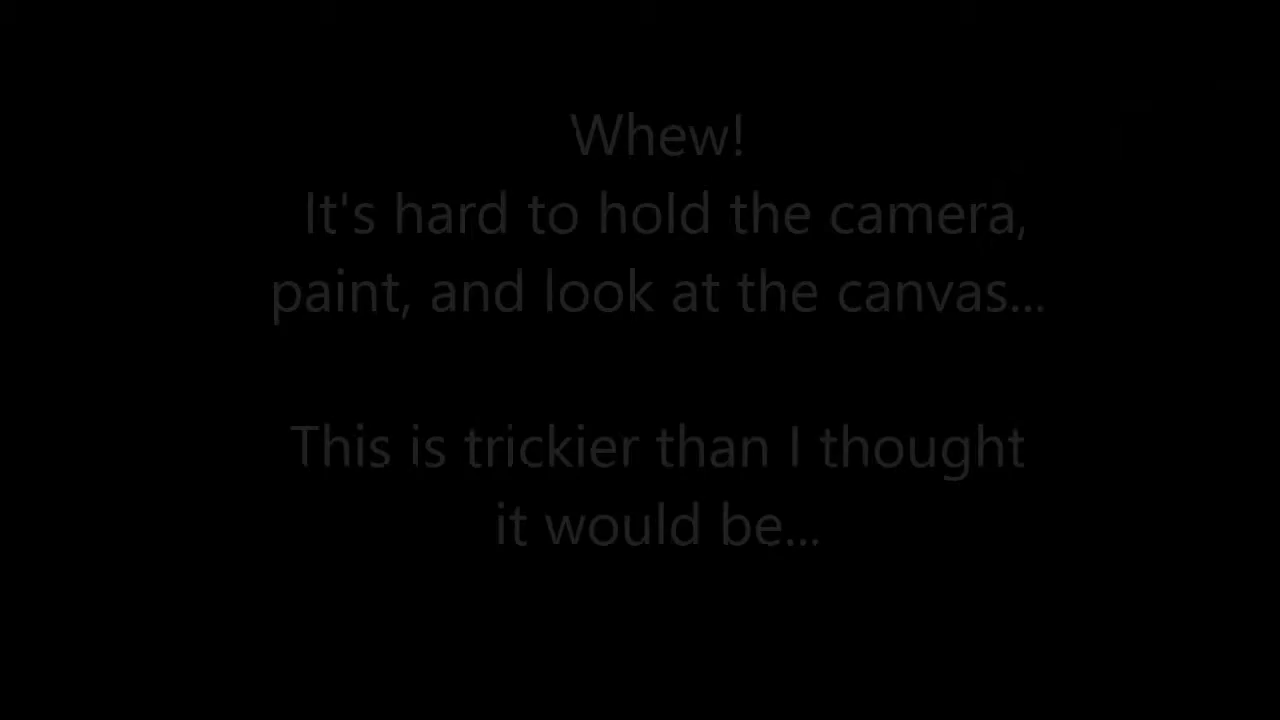 Whew!
It's hard to hold the camera,
paint, and look at the canvas...
This is trickier than I thought
it would be...